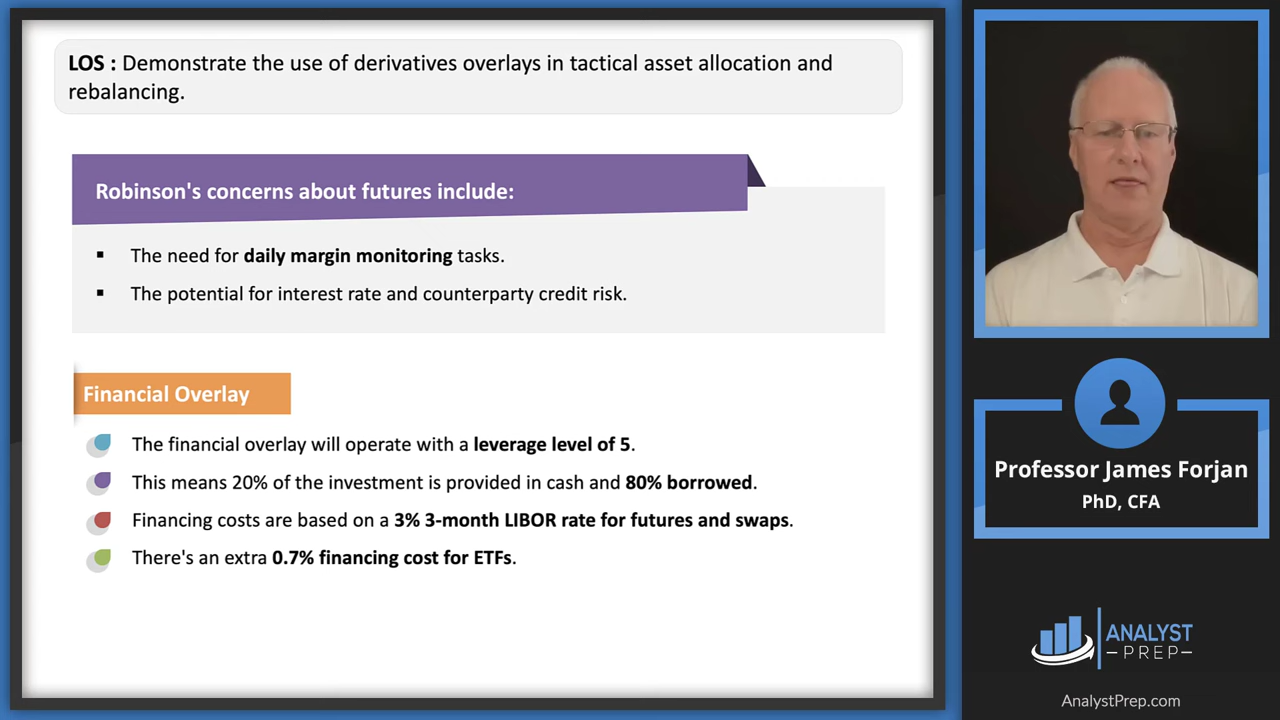 LOS : Demonstrate the use of derivatives overlays in tactical asset allocation and
rebalancing.
Robinson's concerns about futures include:
The need for daily margin monitoring tasks.
The potential for interest rate and counterparty credit risk.
Financial Overlay
The financial overlay will operate with a leverage level of 5.
This means 20% of the investment is provided in cash and 80% borrowed.
Financing costs are based on a 3% 3-month LIBOR rate for futures and swaps.
There's an extra 0.7% financing cost for ETFs.
Professor James Forjan
PhD, CFA
ANALYST
–PREP–
AnalystPrep.com